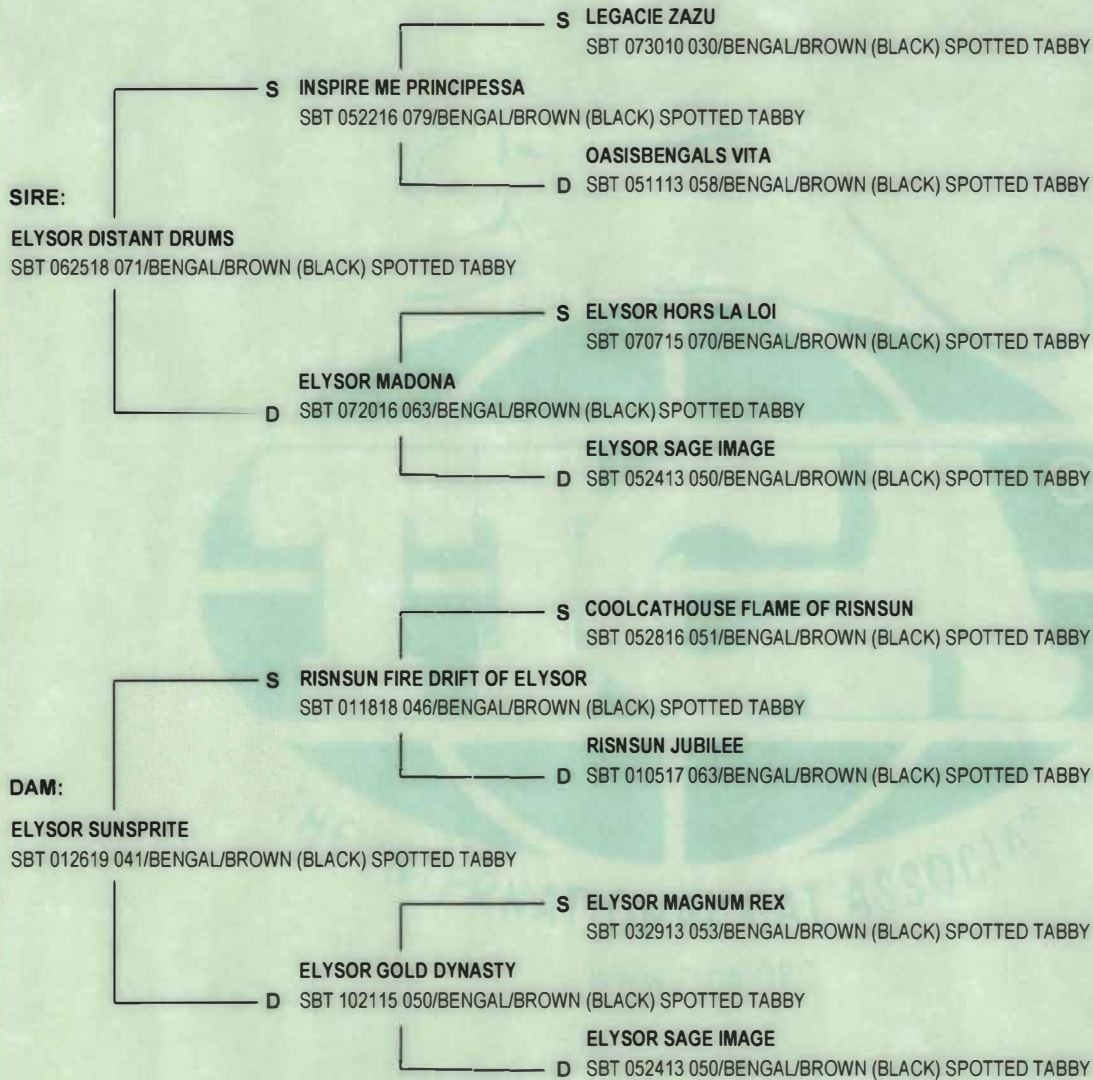 S LEGACIE ZAZU
SBT 073010 030/BENGAL/BROWN (BLACK) SPOTTED TABBY
S INSPIRE ME PRINCIPESSA
SBT 052216 079/BENGAL/BROWN (BLACK) SPOTTED TABBY
OASISBENGALS VITA
D SBT 051113 058/BENGAL/BROWN (BLACK) SPOTTED TABBY
SIRE:
ELYSOR DISTANT DRUMS
SBT 062518 071/BENGAL/BROWN (BLACK) SPOTTED TABBY
S ELYSOR HORS LA LOI
SBT 070715 070/BENGAL/BROWN (BLACK) SPOTTED TABBY
ELYSOR MADONA
D SBT 072016 063/BENGAL/BROWN (BLACK) SPOTTED TABBY
ELYSOR SAGE IMAGE
D SBT 052413 050/BENGAL/BROWN (BLACK) SPOTTED TABBY
S COOLCATHOUSE FLAME OF RISNSUN
SBT 052816 051/BENGAL/BROWN (BLACK) SPOTTED TABBY
S RISNSUN FIRE DRIFT OF ELYSOR
SBT 011818 046/BENGAL/BROWN (BLACK) SPOTTED TABBY
RISNSUN JUBILEE
D SBT 010517 063/BENGAL/BROWN (BLACK) SPOTTED TABBY
DAM:
ELYSOR SUNSPRITE
SBT 012619 041/BENGAL/BROWN (BLACK) SPOTTED TABBY
S ELYSOR MAGNUM REX
SBT 032913 053/BENGAL/BROWN (BLACK) SPOTTED TABBY
ELYSOR GOLD DYNASTY
D SBT 102115 050/BENGAL/BROWN (BLACK) SPOTTED TABBY
ELYSOR SAGE IMAGE
D SBT 052413 050/BENGAL/BROWN (BLACK) SPOTTED TABBY